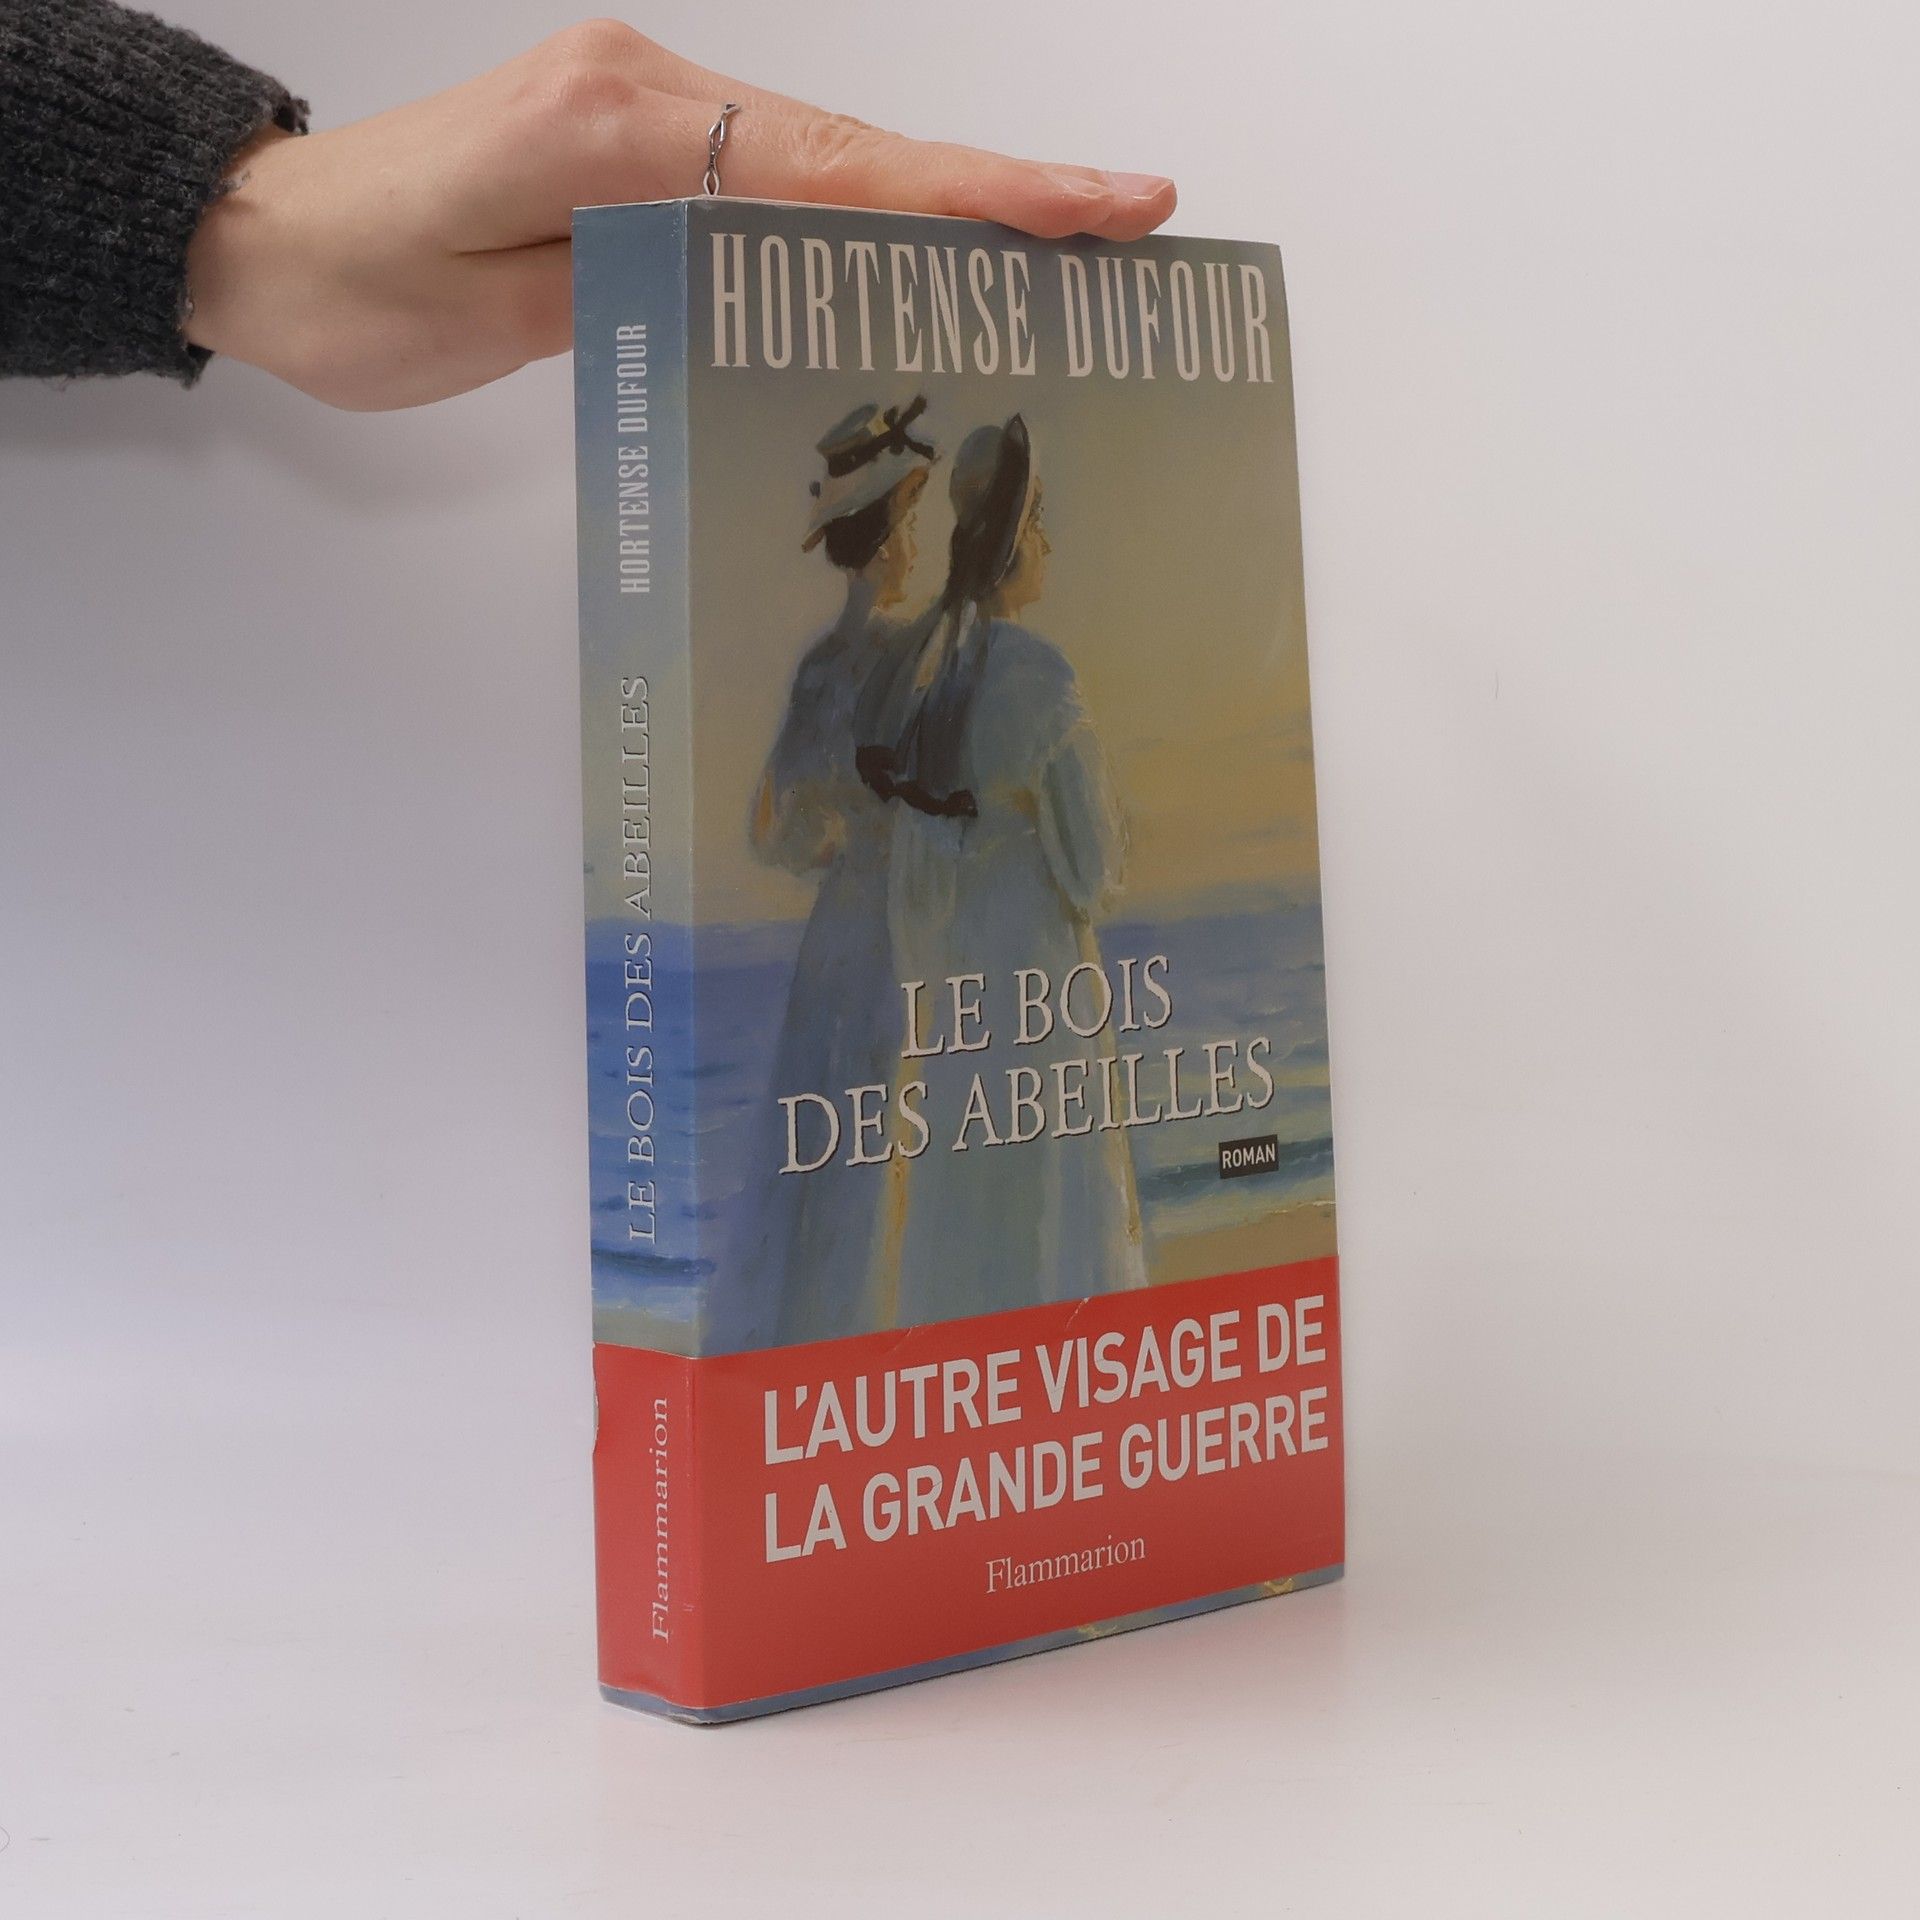 HORTENSE DUFOUR
LE BOIS
DES ABEILLES
ROMAN
L'AUTRE VISAGE DE
LA GRANDE GUERRE
Flammarion
HORTENSE DUFOUR
LE BOIS DES ABEILLES
Flammarion